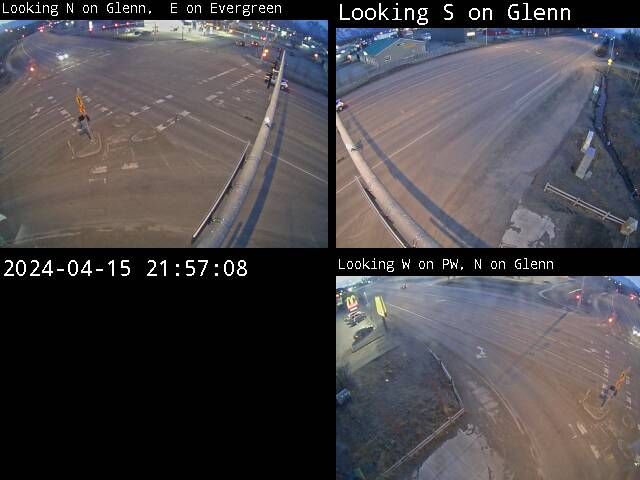 Looking N on Glenn,  E on Evergreen
Looking S on Glenn
2024-04-15 21:57:08
Looking W on PW, N on Glenn